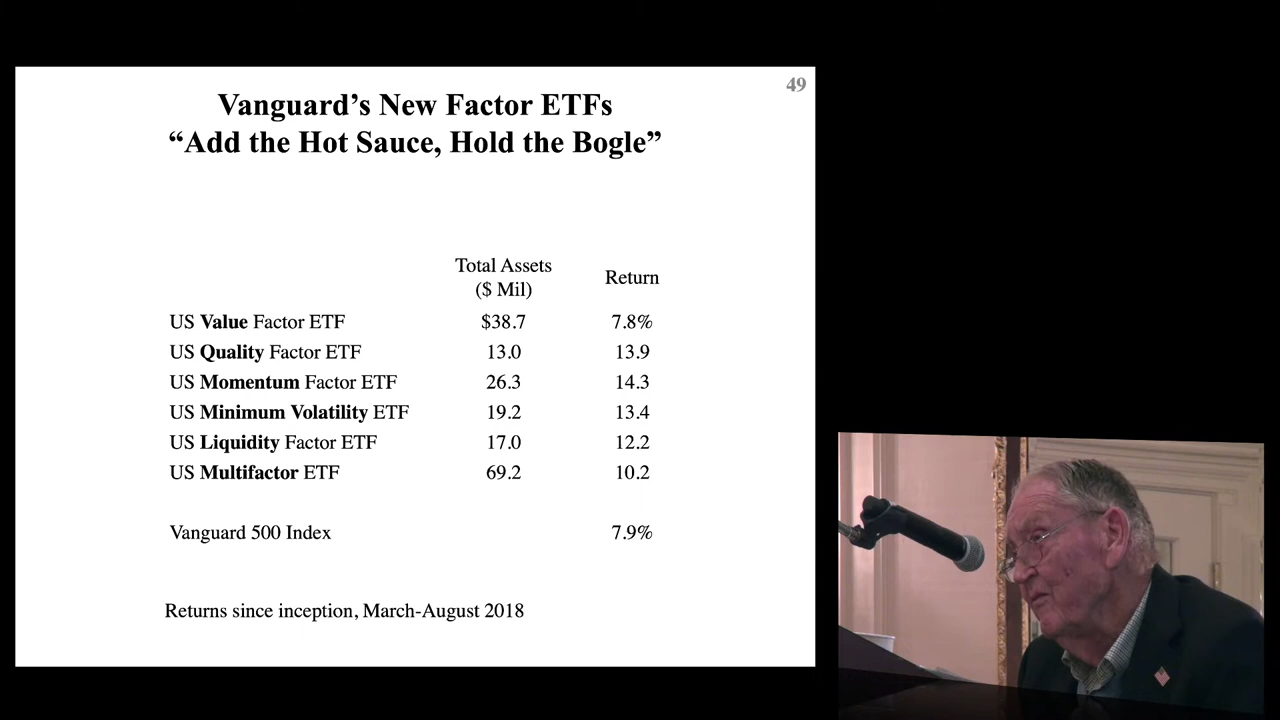 49
Vanguard’s New Factor ETFs
“Add the Hot Sauce, Hold the Bogle”
Total Assets
($ Mil) Return
US Value Factor ETF $38.7 7.8%
US Quality Factor ETF 13.0 13.9
US Momentum Factor ETF 26.3 14.3
US Minimum Volatility ETF 19.2 13.4
US Liquidity Factor ETF 17.0 12.2
US Multifactor ETF 69.2 10.2
Vanguard 500 Index 7.9%
Returns since inception, March-August 2018